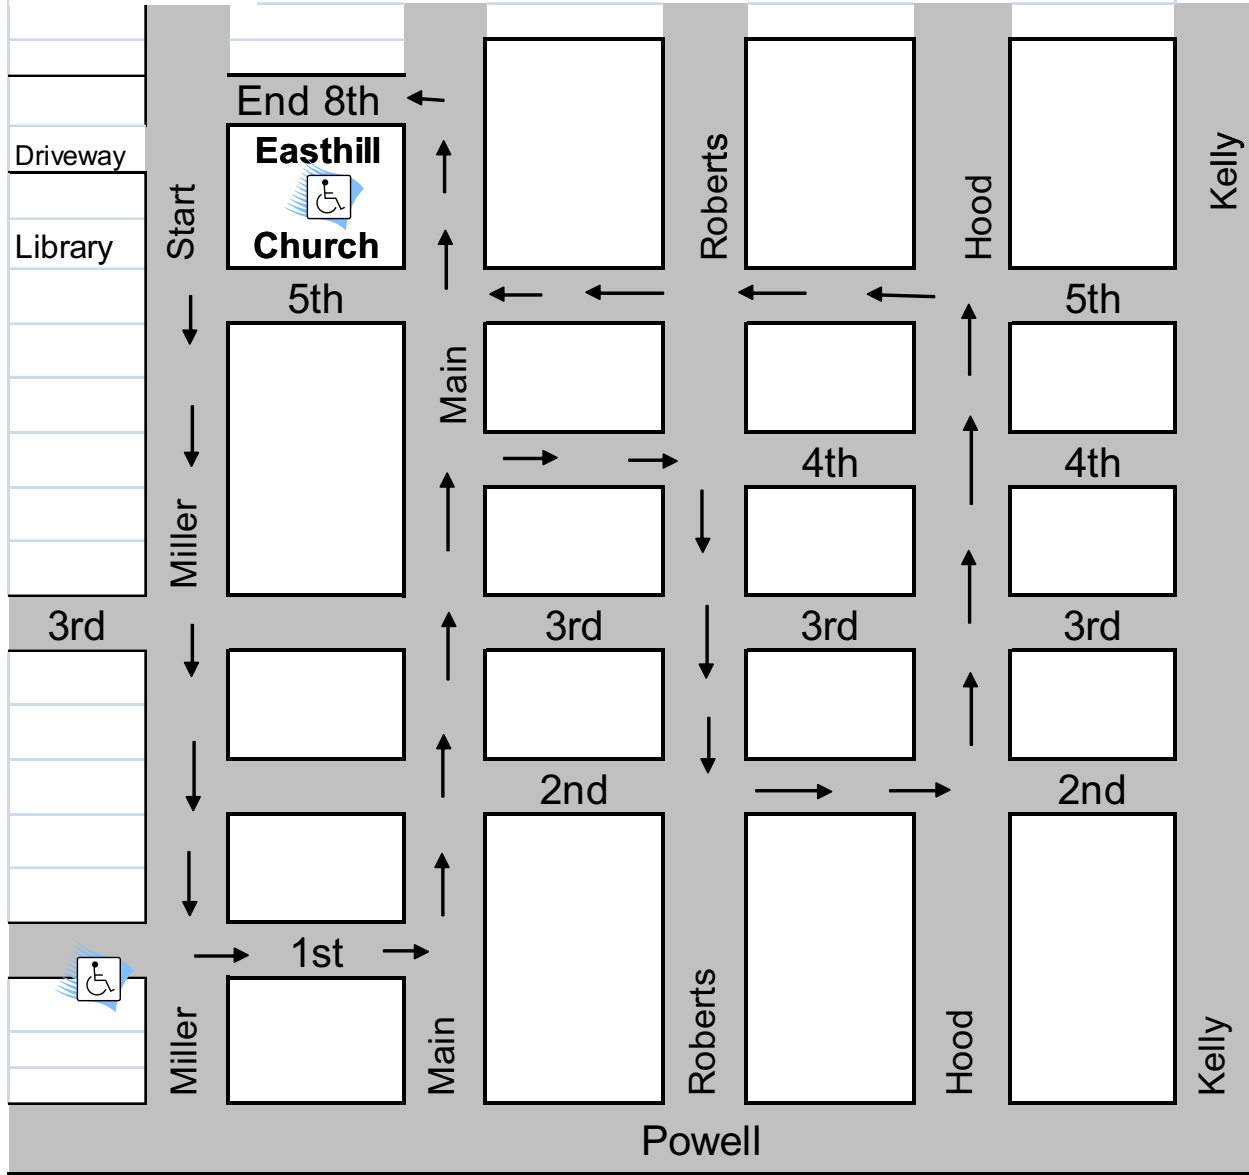 End 8th
Driveway
Easthill
Roberts
Kelly
Start
Hood
Library
Church
5th
5th
Main
4th
4th
Miller
3rd
3rd
3rd
3rd
2nd
2nd
1st
Miller
Main
Roberts
Hood
Kelly
Powell